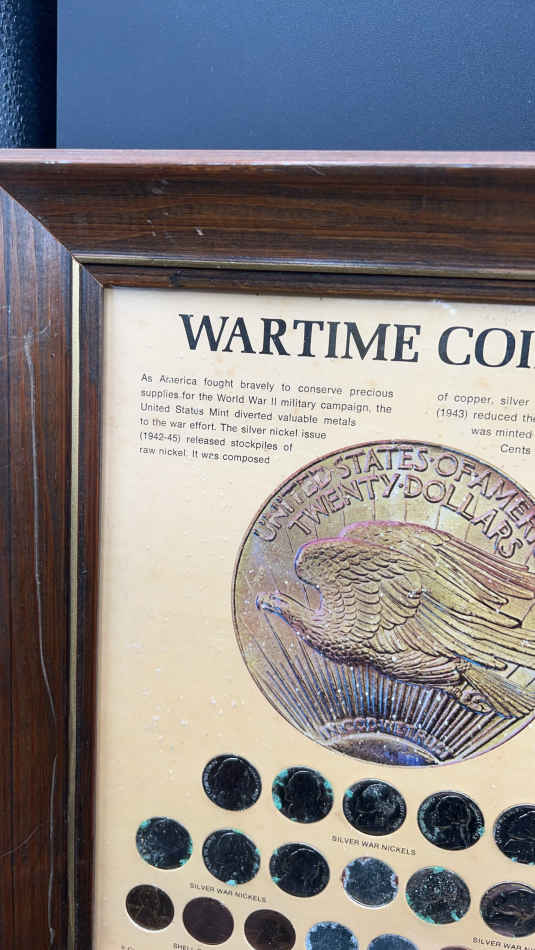 WARTIME COI
As America fought bravely to conserve precious
supplies for the World War II military campaign, the
United Status Mint diverted valuable metals
to the war effort. The silver nickel issue
(1942-45) released stockpiles of
raw nickel. It was composed
of copper, silver
(1943) reduced the
was minted
Cents
UNITED·STATES·OF·AMERI
TWENTY·DOLLARS
SILVER WAR NICKELS
SILVER WAR NICKELS
SILVER WAR NI
SHELL